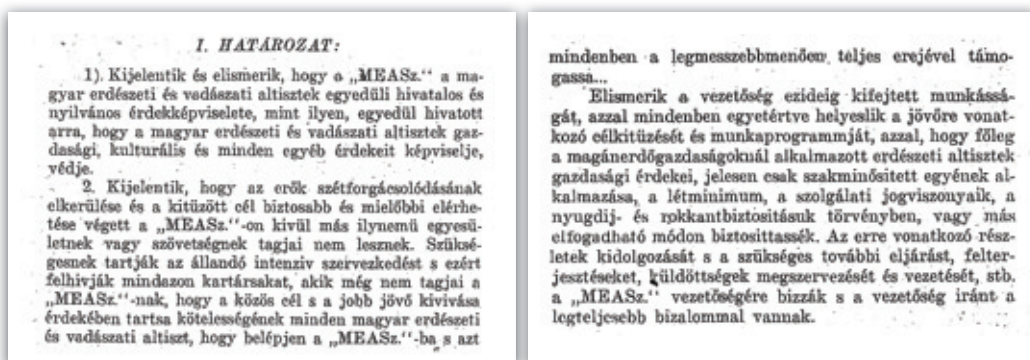 I. HATÁROZAT:
1). Kijelentik és elismerik, hogy a „MEASz.“ a ma-
gyar erdészeti és vadászati altisztek egyedüli hivatalos és
nyilvános érdekképviselete, mint ilyen, egyedül hivatott
arra, hogy a magyar erdészeti és vadászati altisztek gaz-
dasági, kulturális és minden egyéb érdekeit képviselje,
védje.
2. Kijelentik, hogy az erők szétforgácsolódásának
elkerülése és a kitüzött cél biztosabb és mielőbbi elérhe-
tése végett a „MEASz.“-on kivül más ilynemű egyesü-
letnek vagy szövetségnek tagjai nem lesznek. Szüksé-
gesnek tartják az állandó intenziv szervezkedést s ezért
felhivják mindazon kartársakat, akik még nem tagjai a
„MEASz.“-nak, hogy a közös cél s a jobb jövő kivivása
érdekében tartsa kötelességének minden magyar erdészeti
és vadászati altiszt, hogy belépjen a „MEASz.“-ba s azt
mindenben a legmesszebbmenően teljes erejével támo-
gassa...
Elismerik a vezetőség ezideig kifejtett munkássá-
gát, azzal mindenben egyetértve helyeslik a jövőre vonat-
kozó célkitüzését és munkaprogrammját, azzal, hogy főleg
a magánerdőgazdaságoknál alkalmazott erdészeti altisztek
gazdasági érdekei, jelesen csak szakminősitett egyének al-
kalmazása, a létminimum, a szolgálati jogviszonyaik, a
nyugdij- és rokkantbiztositásuk törvényben, vagy más
elfogadható módon biztosittassék. Az erre vonatkozó rész-
letek kidolgozását s a szükséges további eljárást, felter-
jesztéseket, küldöttségek megszervezését és vezetését, stb.
a „MEASz.“ vezetőségére bizzák s a vezetőség iránt a
legteljesebb bizalommal vannak.